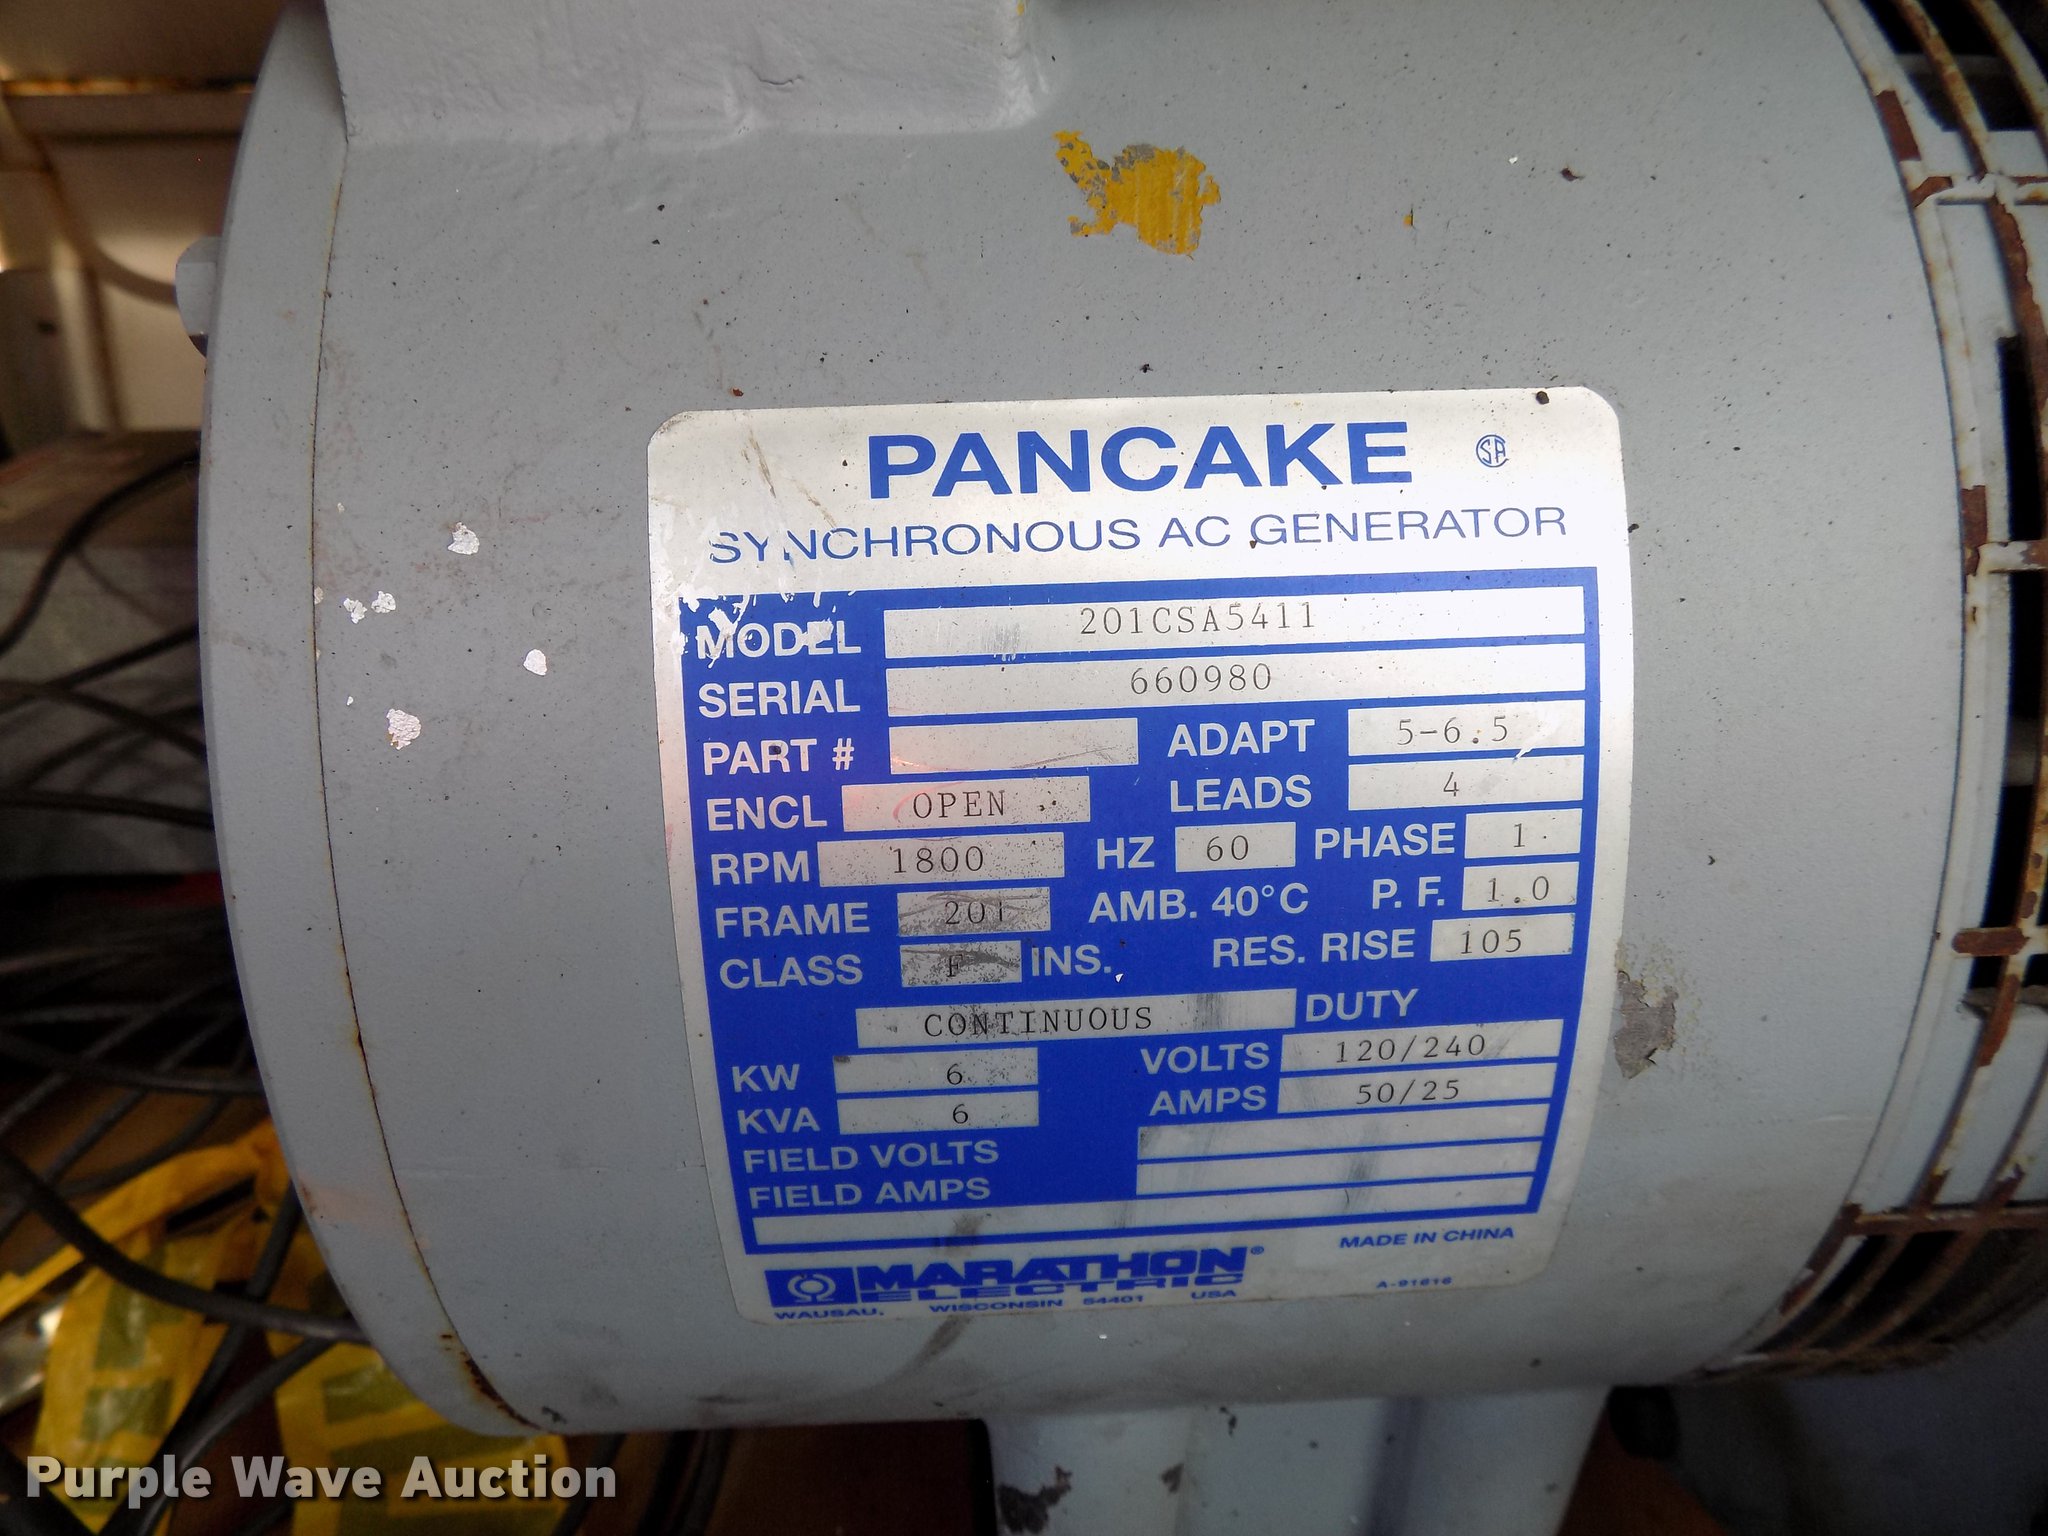 PANCAKE SA
SYNCHRONOUS AC GENERATOR
MODEL 201CSA5411
SERIAL 660980
PART # ADAPT 5-6.5
ENCL OPEN LEADS 4
RPM 1800 HZ 60 PHASE 1
FRAME 201 AMB. 40°C P. F. 1.0
CLASS F INS. RES. RISE 105
CONTINUOUS DUTY
KW 6 VOLTS 120/240
KVA 6 AMPS 50/25
FIELD VOLTS
FIELD AMPS
MADE IN CHINA
MARATHON®
ELECTRIC
WAUSAU, WISCONSIN 54401 USA A-91616
Purple Wave Auction